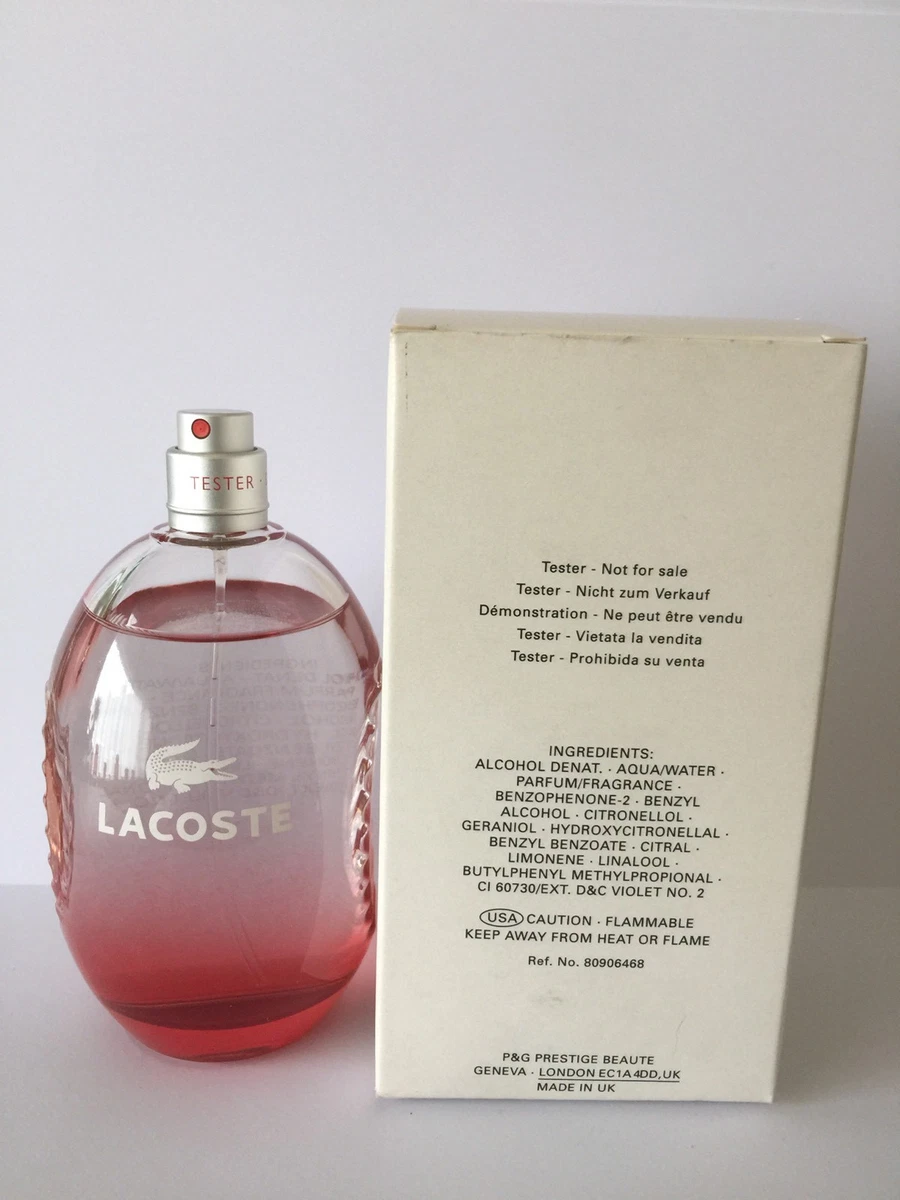 TESTER
LACOSTE
Tester - Not for sale
Tester - Nicht zum Verkauf
Démonstration - Ne peut être vendu
Tester - Vietata la vendita
Tester - Prohibida su venta
INGREDIENTS:
ALCOHOL DENAT. · AQUA/WATER ·
PARFUM/FRAGRANCE ·
BENZOPHENONE-2 · BENZYL
ALCOHOL · CITRONELLOL ·
GERANIOL · HYDROXYCITRONELLAL ·
BENZYL BENZOATE · CITRAL ·
LIMONENE · LINALOOL ·
BUTYLPHENYL METHYLPROPIONAL ·
CI 60730/EXT. D&C VIOLET NO. 2
USA CAUTION · FLAMMABLE
KEEP AWAY FROM HEAT OR FLAME
Ref. No. 80906468
P&G PRESTIGE BEAUTE
GENEVA · LONDON EC1A 4DD,UK
MADE IN UK